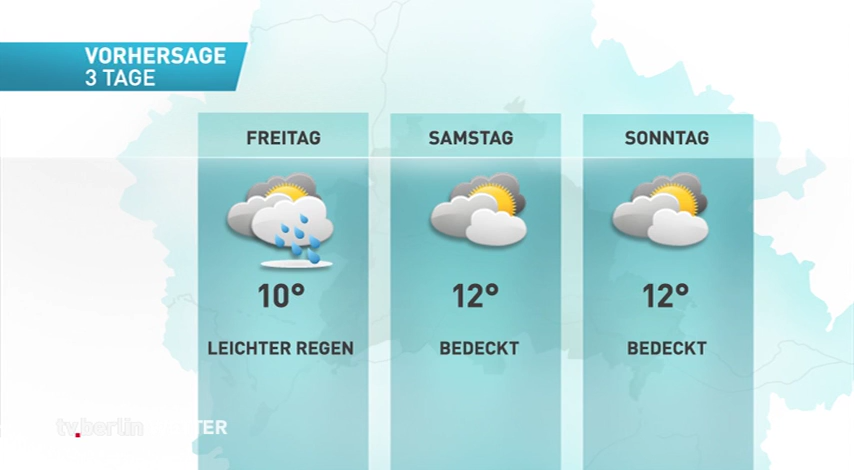 VORHERSAGE
3 TAGE
FREITAG
SAMSTAG
SONNTAG
10°
12°
12°
LEICHTER REGEN
BEDECKT
BEDECKT
tv.berlin